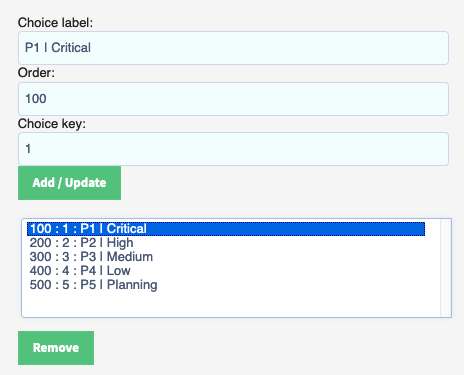 Choice label:
P1 | Critical
Order:
100
Choice key:
1
Add / Update
100 : 1 : P1 | Critical
200 : 2 : P2 | High
300 : 3 : P3 | Medium
400 : 4 : P4 | Low
500 : 5 : P5 | Planning
Remove